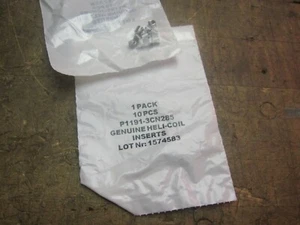 1 PACK
10 PCS
P1191-3CN285
GENUINE HELI-COIL
INSERTS
LOT Nr: 1574583